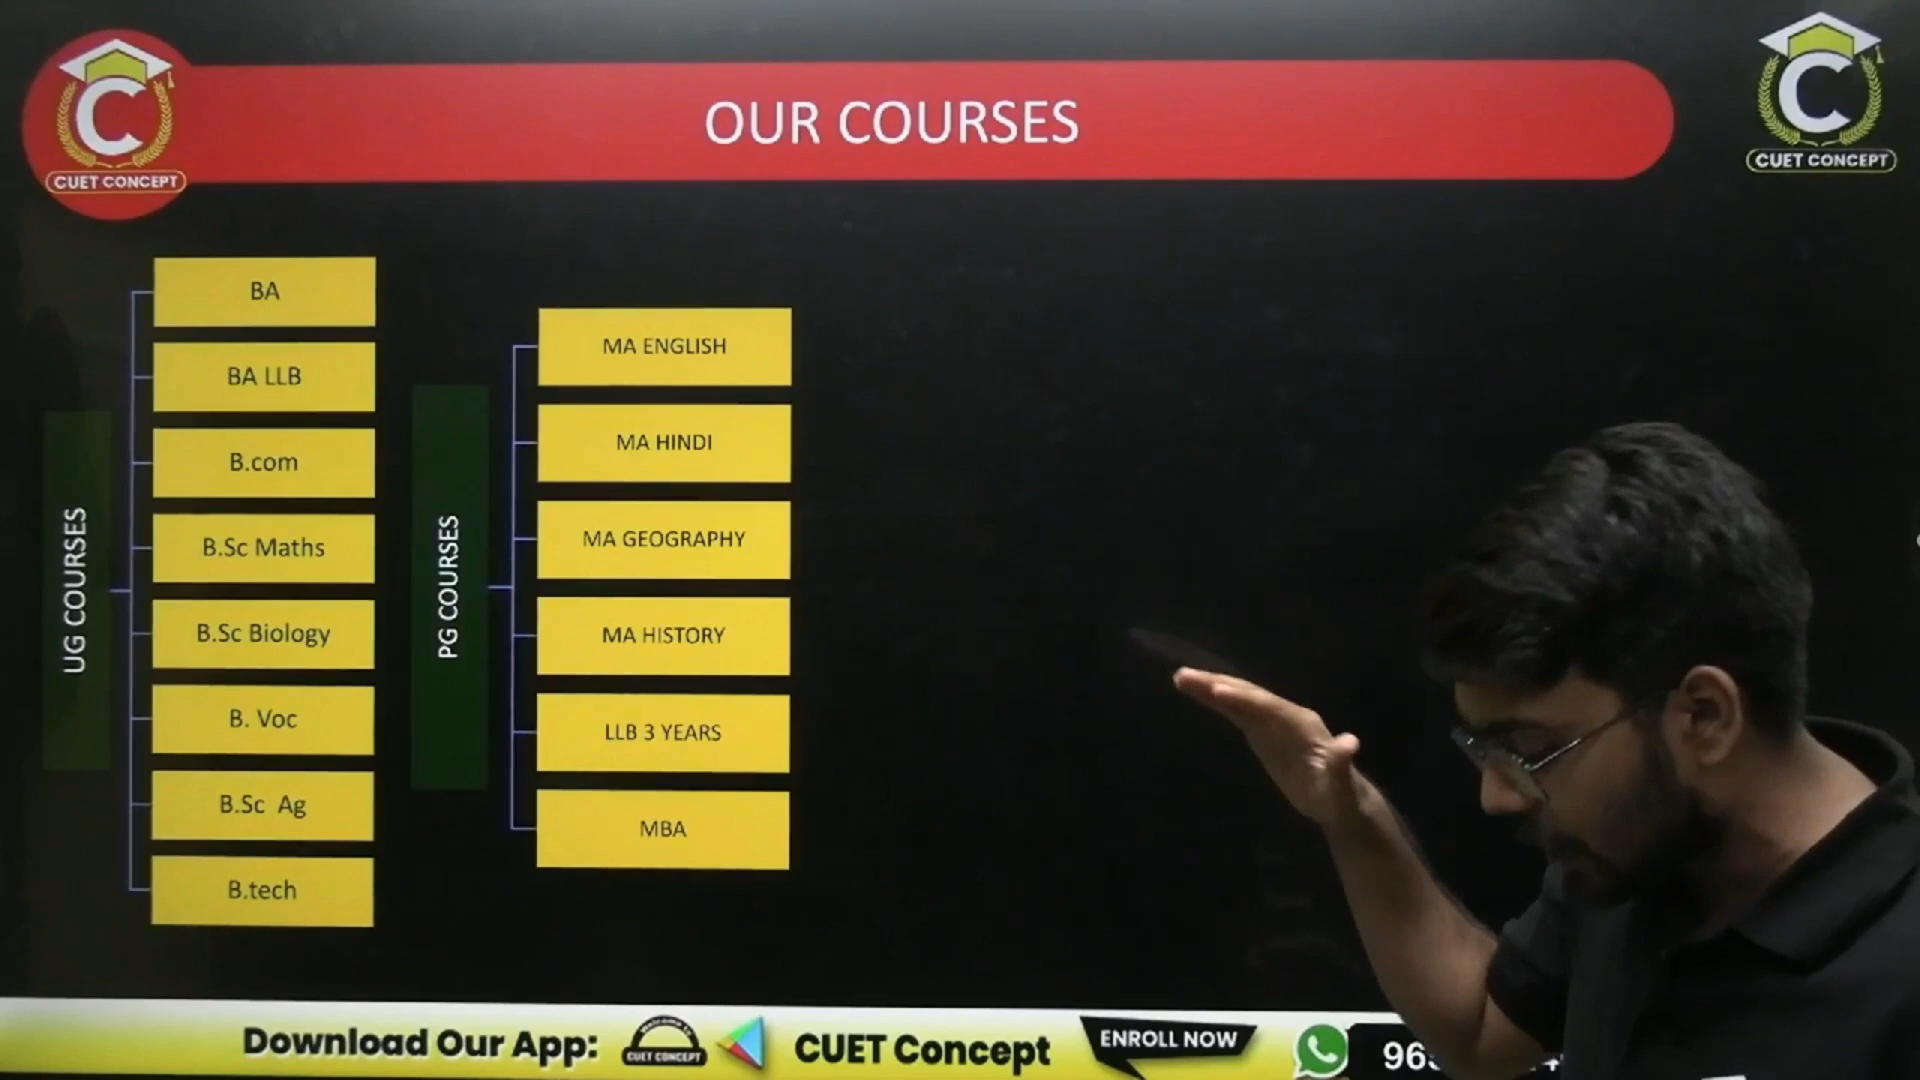 OUR COURSES
CUET CONCEPT
CUET CONCEPT
UG COURSES
BA
BA LLB
B.com
B.Sc Maths
B.Sc Biology
B. Voc
B.Sc Ag
B.tech
PG COURSES
MA ENGLISH
MA HINDI
MA GEOGRAPHY
MA HISTORY
LLB 3 YEARS
MBA
Download Our App:
CUET CONCEPT
CUET Concept
ENROLL NOW